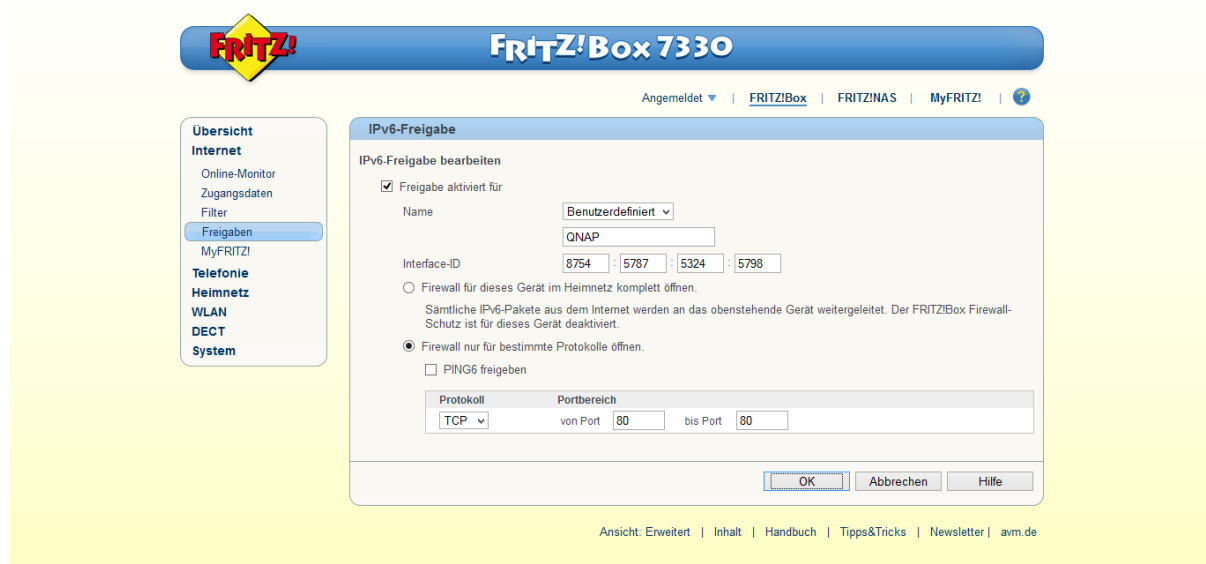 FRITZ!
FRITZ!Box 7330
Angemeldet | FRITZ!Box | FRITZ!NAS | MyFRITZ! | ?
Übersicht
Internet
Online-Monitor
Zugangsdaten
Filter
Freigaben
MyFRITZ!
Telefonie
Heimnetz
WLAN
DECT
System
IPv6-Freigabe
IPv6-Freigabe bearbeiten
Freigabe aktiviert für
Name Benutzerdefiniert
QNAP
Interface-ID 8754 : 5787 : 5324 : 5798
Firewall für dieses Gerät im Heimnetz komplett öffnen.
Sämtliche IPv6-Pakete aus dem Internet werden an das obenstehende Gerät weitergeleitet. Der FRITZ!Box Firewall-
Schutz ist für dieses Gerät deaktiviert.
Firewall nur für bestimmte Protokolle öffnen.
PING6 freigeben
Protokoll Portbereich
TCP von Port 80 bis Port 80
OK Abbrechen Hilfe
Ansicht: Erweitert | Inhalt | Handbuch | Tipps&Tricks | Newsletter | avm.de